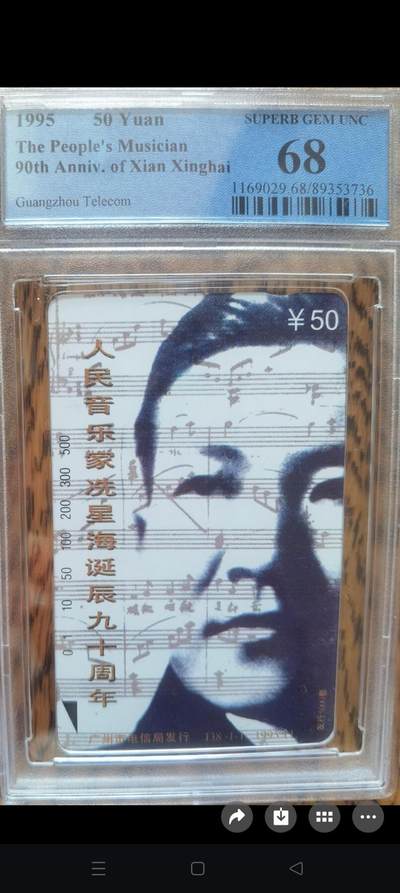 1995 50 Yuan SUPERB GEM UNC
The People's Musician 68
90th Anniv. of Xian Xinghai
1169029.68/89353736
Guangzhou Telecom
¥50
人民音乐家冼星海诞辰九十周年
0 1 10 50 100 200 300 500
广州市电信局发行